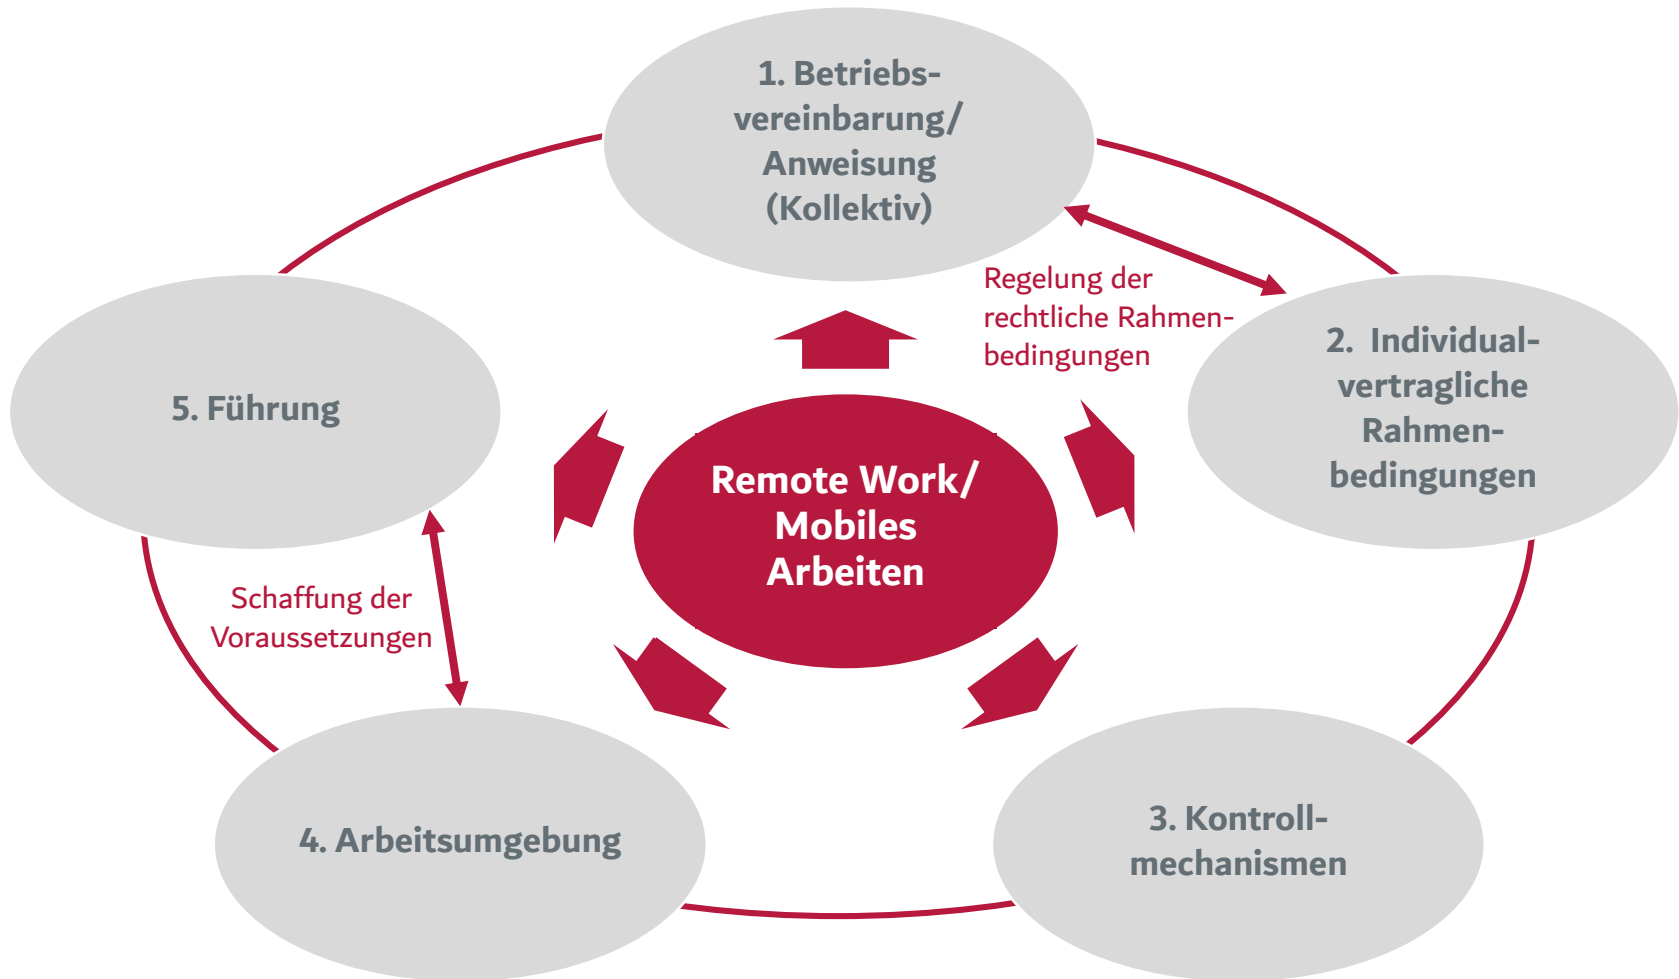 1. Betriebs-
vereinbarung/
Anweisung
(Kollektiv)
Regelung der
rechtliche Rahmen-
bedingungen
2. Individual-
vertragliche
Rahmen-
bedingungen
5. Führung
Remote Work/
Mobiles
Arbeiten
Schaffung der
Voraussetzungen
4. Arbeitsumgebung
3. Kontroll-
mechanismen